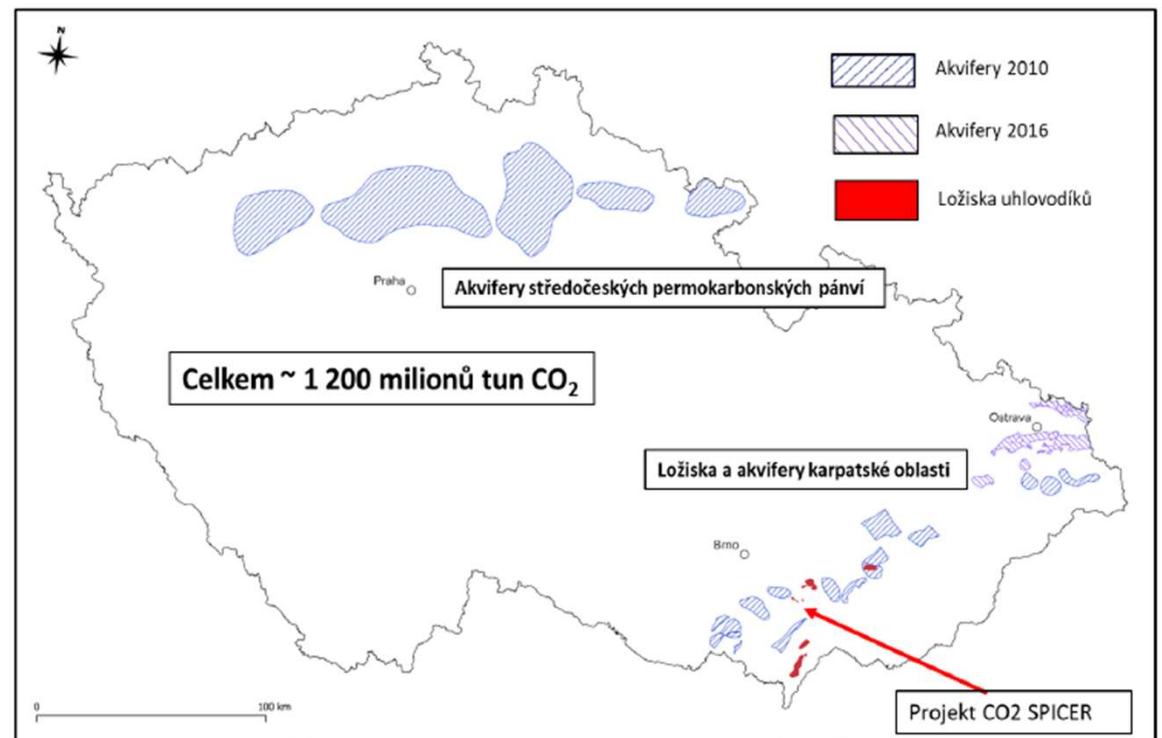 N
Akvifery 2010
Akvifery 2016
Ložiska uhlovodíků
Praha
Akvifery středočeských permokarbonských pánví
Celkem ~ 1 200 milionů tun CO₂
Ostrava
Ložiska a akvifery karpatské oblasti
Brno
0 100 km
Projekt CO2 SPICER